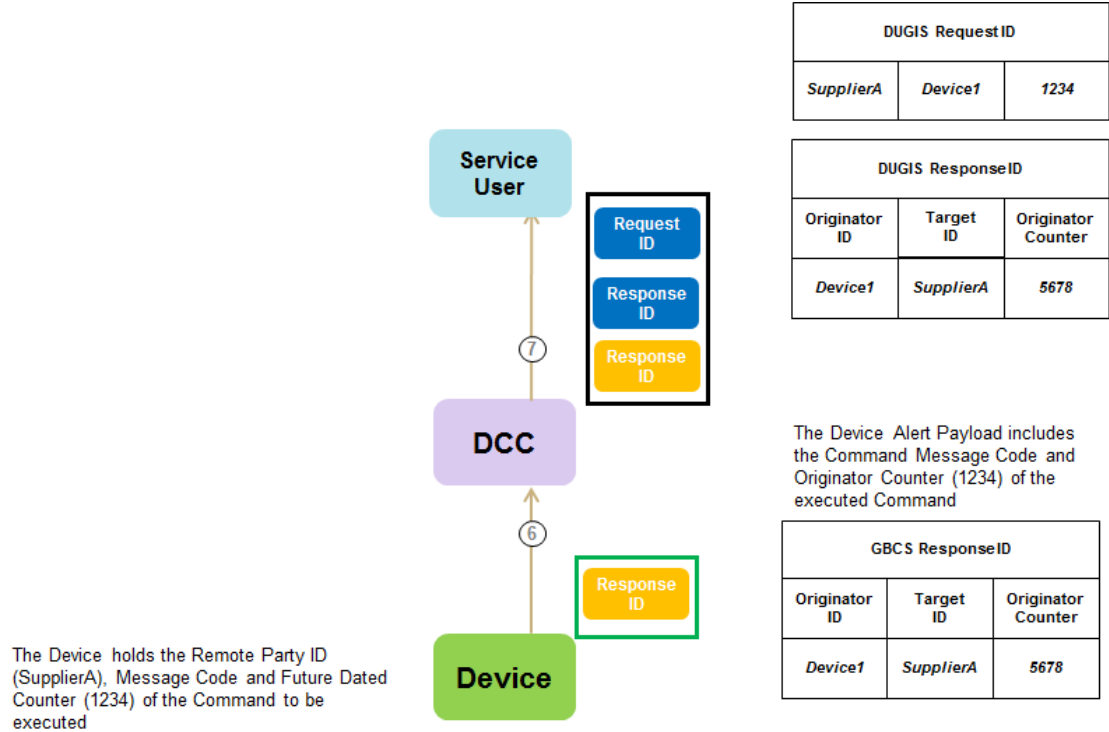 DUGIS Request ID
SupplierA Device1 1234
Service
User
DUGIS Response ID
Originator
ID
Target
ID
Originator
Counter
Device1 SupplierA 5678
Request
ID
Response
ID
Response
ID
7
DCC
The Device Alert Payload includes
the Command Message Code and
Originator Counter (1234) of the
executed Command
6
Response
ID
GBCS Response ID
Originator
ID
Target
ID
Originator
Counter
Device1 SupplierA 5678
Device
The Device holds the Remote Party ID
(SupplierA), Message Code and Future Dated
Counter (1234) of the Command to be
executed